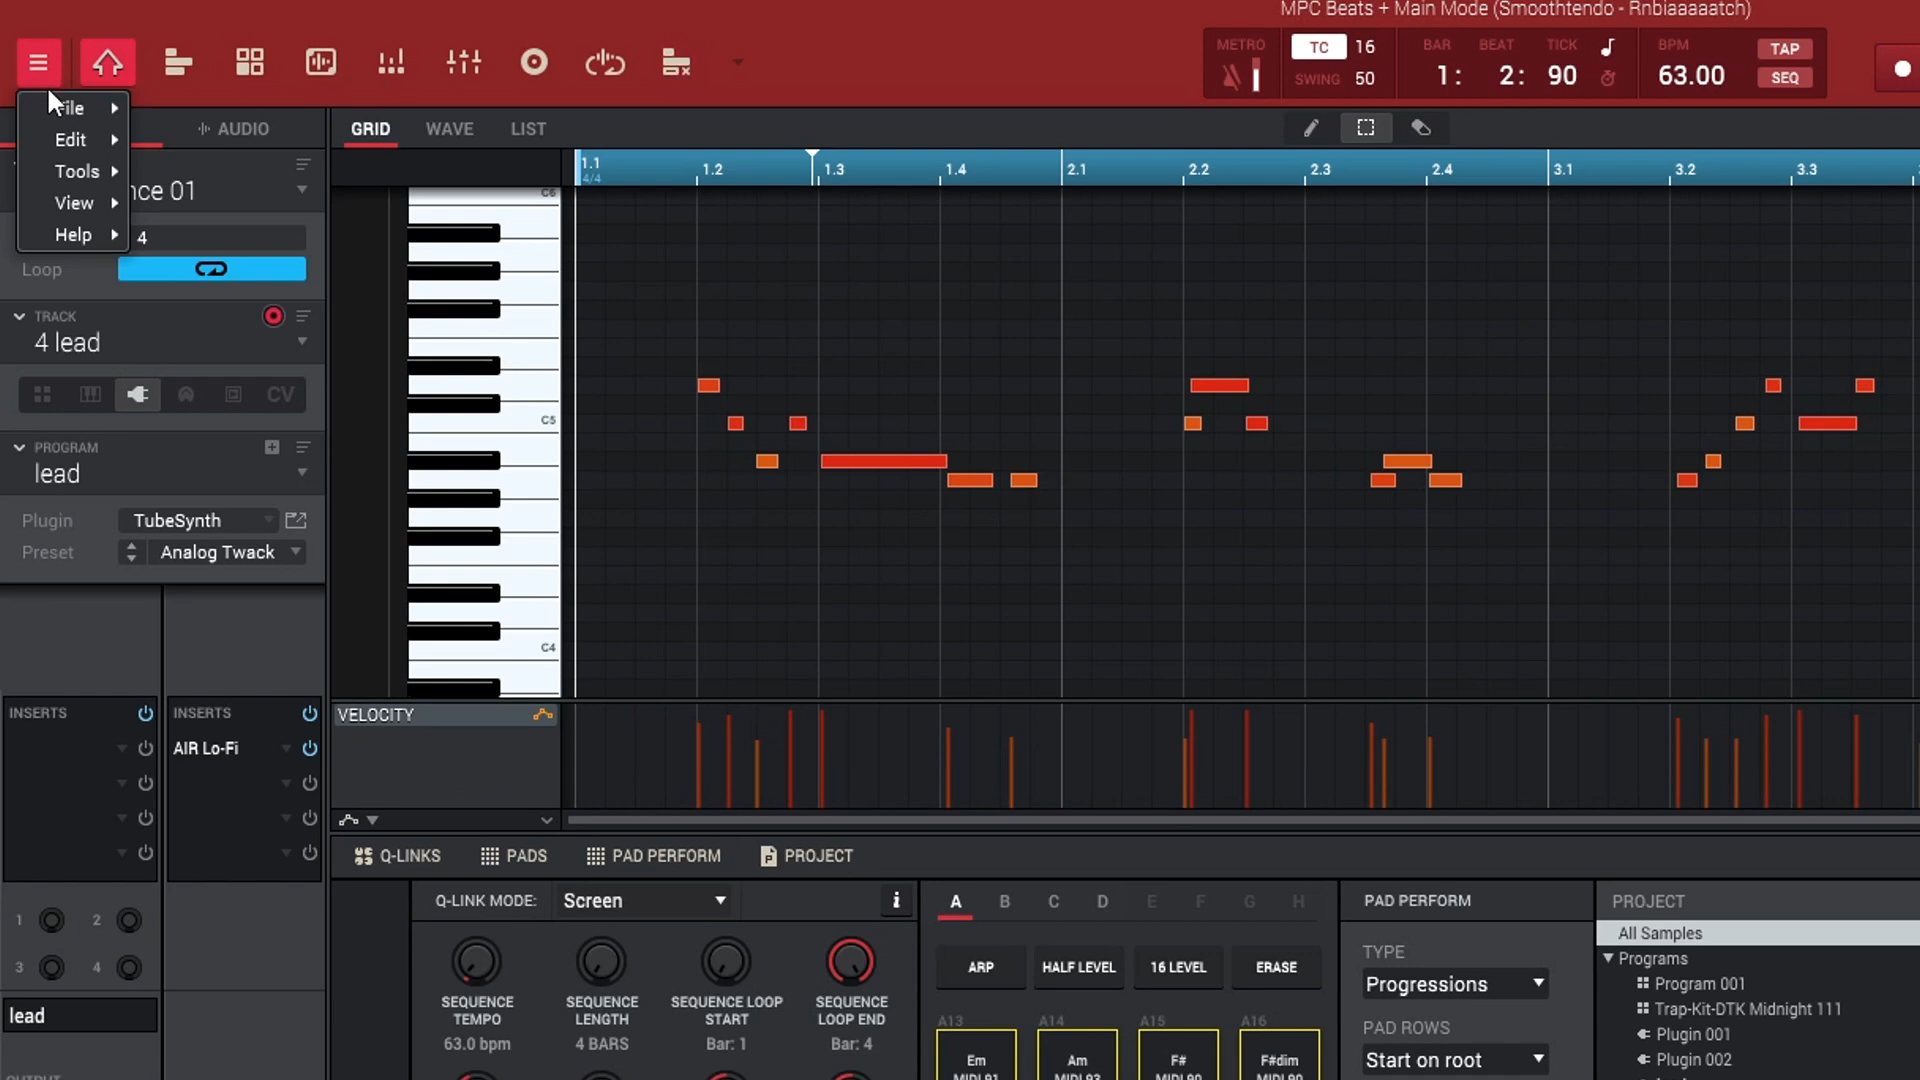 MPC Beats + Main Mode (Smoothtendo - Rnbiaaaaatch)
METRO
TC 16
SWING 50
BAR BEAT TICK
1: 2: 90
BPM
63.00
TAP
SEQ
File
Edit
Tools
View
Help
AUDIO
nce 01
4
Loop
TRACK
4 lead
CV
PROGRAM
lead
Plugin TubeSynth
Preset Analog Twack
GRID WAVE LIST
1.1 1.2 1.3 1.4 2.1 2.2 2.3 2.4 3.1 3.2 3.3
4/4
C6
C5
C4
INSERTS INSERTS
AIR Lo-Fi
1 2
3 4
lead
VELOCITY
Q-LINKS PADS PAD PERFORM PROJECT
Q-LINK MODE: Screen i
SEQUENCE TEMPO
63.0 bpm
SEQUENCE LENGTH
4 BARS
SEQUENCE LOOP START
Bar: 1
SEQUENCE LOOP END
Bar: 4
A B C D E F G H
ARP HALF LEVEL 16 LEVEL ERASE
A13 A14 A15 A16
Em Am F# F#dim
PAD PERFORM
TYPE
Progressions
PAD ROWS
Start on root
PROJECT
All Samples
Programs
Program 001
Trap-Kit-DTK Midnight 111
Plugin 001
Plugin 002